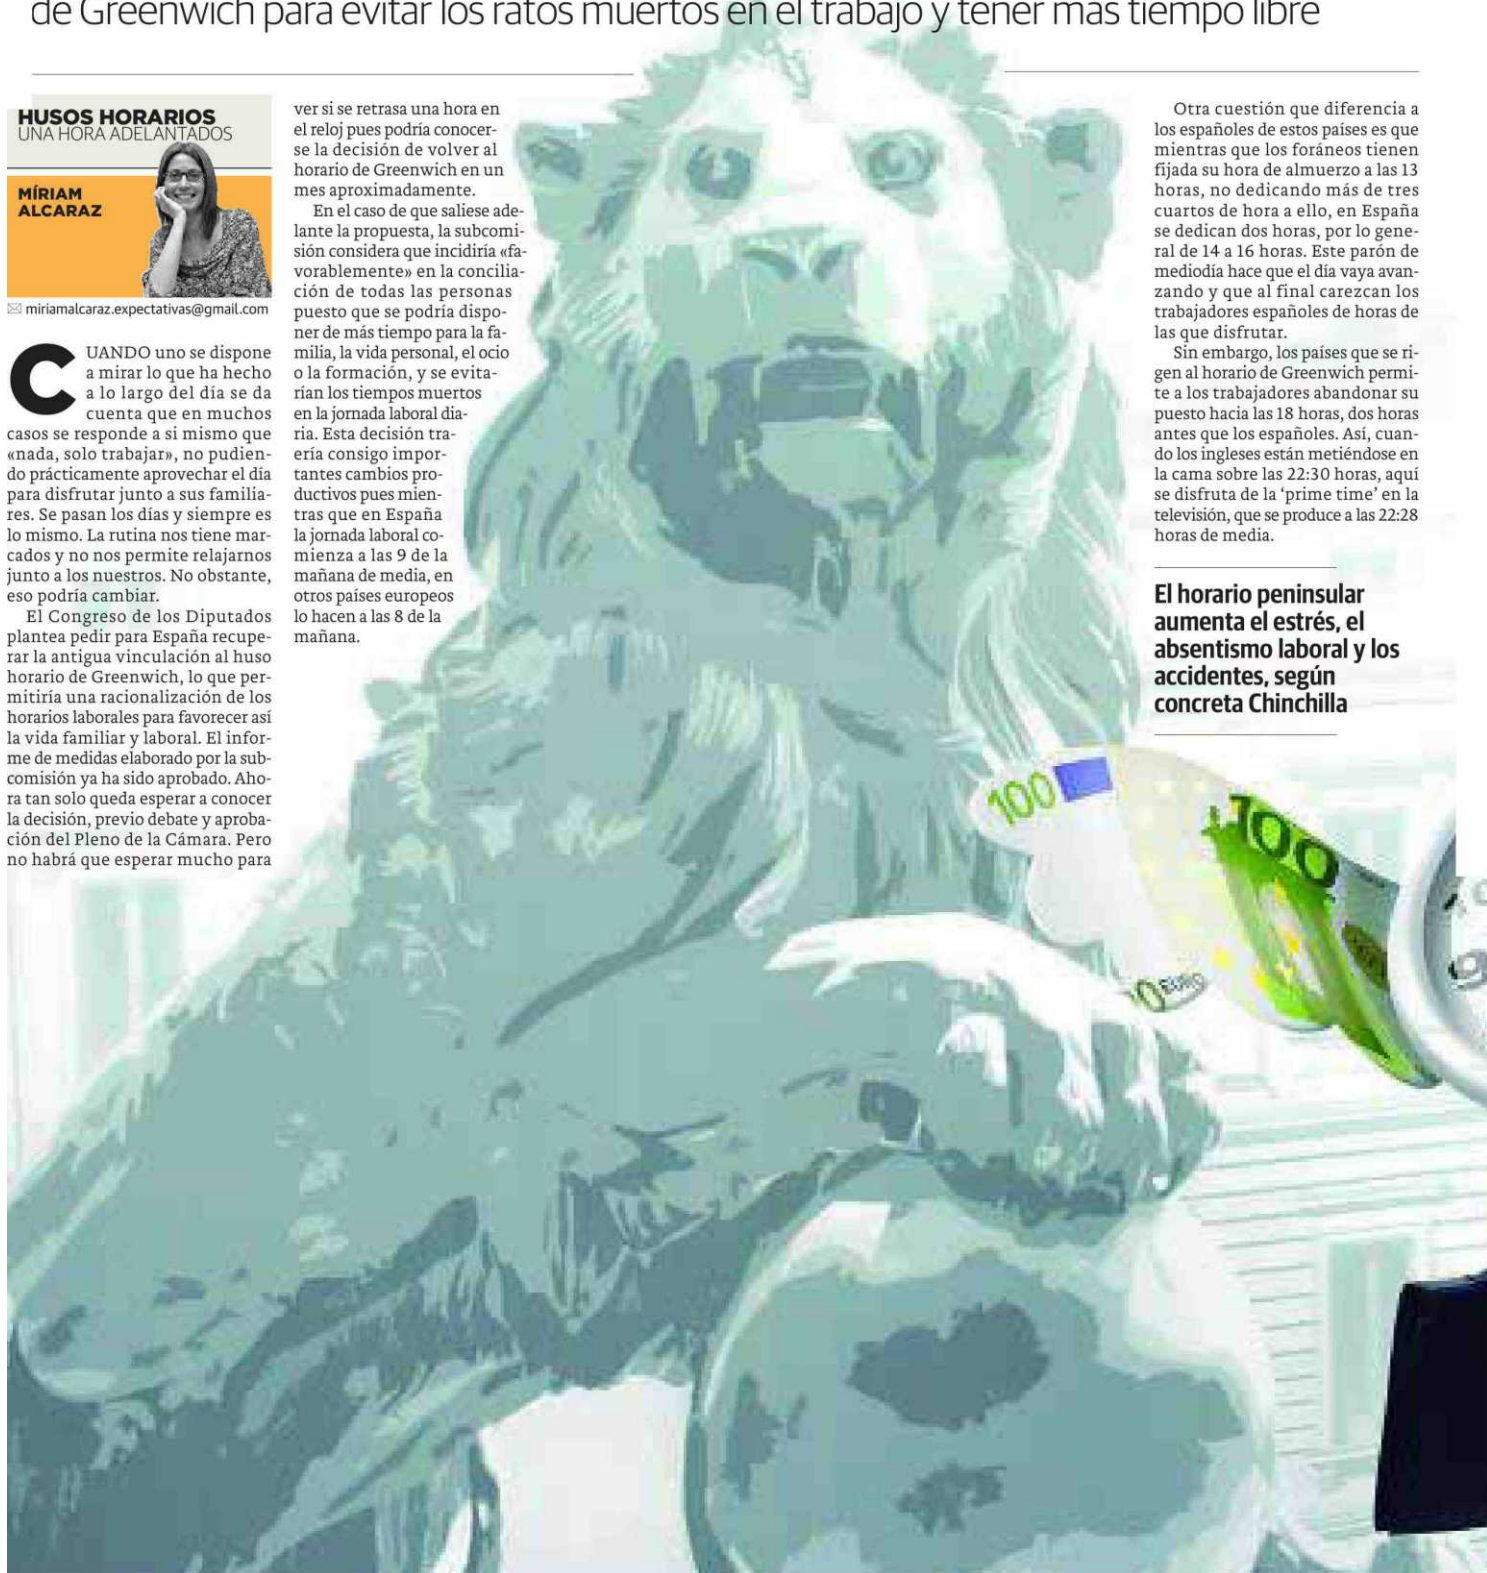 de Greenwich para evitar los ratos muertos en el trabajo y tener más tiempo libre
HUSOS HORARIOS
UNA HORA ADELANTADOS
MÍRIAM
ALCARAZ
miriamalcaraz.expectativas@gmail.com
CUANDO uno se dispone
a mirar lo que ha hecho
a lo largo del día se da
cuenta que en muchos
casos se responde a si mismo que
«nada, solo trabajar», no pudien-
do prácticamente aprovechar el día
para disfrutar junto a sus familia-
res. Se pasan los días y siempre es
lo mismo. La rutina nos tiene mar-
cados y no nos permite relajarnos
junto a los nuestros. No obstante,
eso podría cambiar.
El Congreso de los Diputados
plantea pedir para España recupe-
rar la antigua vinculación al huso
horario de Greenwich, lo que per-
mitiría una racionalización de los
horarios laborales para favorecer así
la vida familiar y laboral. El infor-
me de medidas elaborado por la sub-
comisión ya ha sido aprobado. Aho-
ra tan solo queda esperar a conocer
la decisión, previo debate y aproba-
ción del Pleno de la Cámara. Pero
no habrá que esperar mucho para
ver si se retrasa una hora en
el reloj pues podría conocer-
se la decisión de volver al
horario de Greenwich en un
mes aproximadamente.
En el caso de que saliese ade-
lante la propuesta, la subcomi-
sión considera que incidiría «fa-
vorablemente» en la concilia-
ción de todas las personas
puesto que se podría dispo-
ner de más tiempo para la fa-
milia, la vida personal, el ocio
o la formación, y se evita-
rían los tiempos muertos
en la jornada laboral dia-
ria. Esta decisión tra-
ería consigo impor-
tantes cambios pro-
ductivos pues mien-
tras que en España
la jornada laboral co-
mienza a las 9 de la
mañana de media, en
otros países europeos
lo hacen a las 8 de la
mañana.
Otra cuestión que diferencia a
los españoles de estos países es que
mientras que los foráneos tienen
fijada su hora de almuerzo a las 13
horas, no dedicando más de tres
cuartos de hora a ello, en España
se dedican dos horas, por lo gene-
ral de 14 a 16 horas. Este parón de
mediodía hace que el día vaya avan-
zando y que al final carezcan los
trabajadores españoles de horas de
las que disfrutar.
Sin embargo, los países que se ri-
gen al horario de Greenwich permi-
te a los trabajadores abandonar su
puesto hacia las 18 horas, dos horas
antes que los españoles. Así, cuan-
do los ingleses están metiéndose en
la cama sobre las 22:30 horas, aquí
se disfruta de la ‘prime time’ en la
televisión, que se produce a las 22:28
horas de media.
El horario peninsular
aumenta el estrés, el
absentismo laboral y los
accidentes, según
concreta Chinchilla
100
100
0 EURO
9